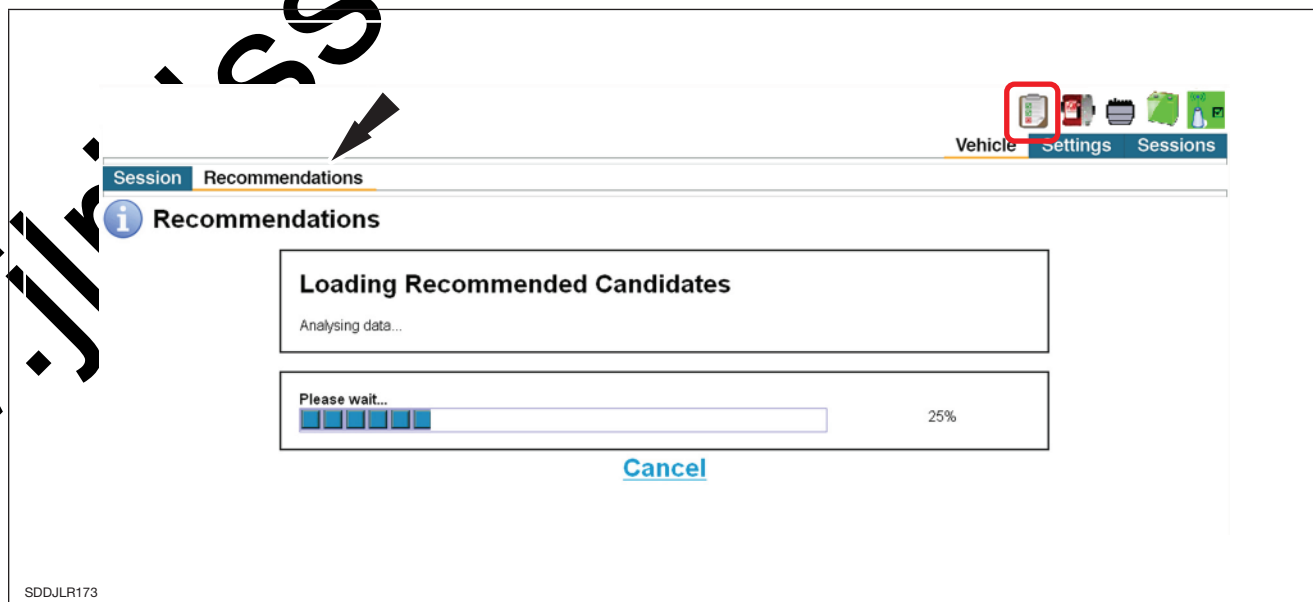 Vehicle Settings Sessions
Session Recommendations
Recommendations
Loading Recommended Candidates
Analysing data...
Please wait...
25%
Cancel
SDDJLR173